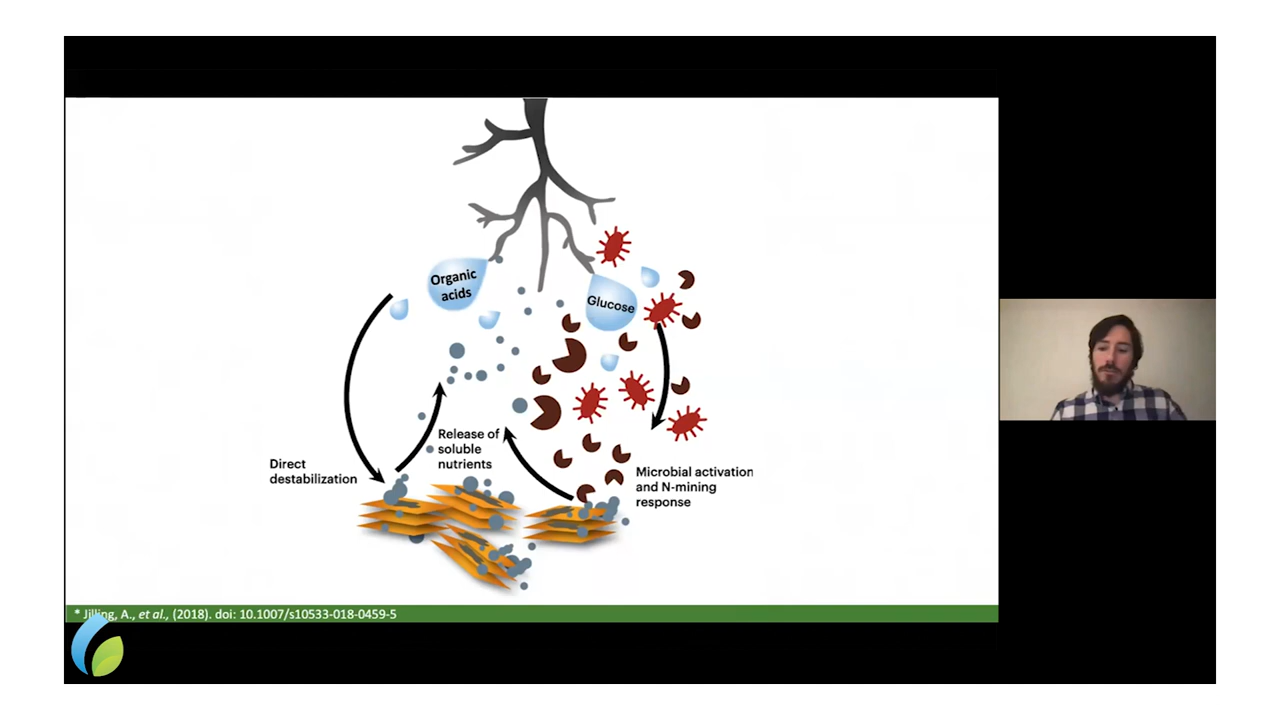 Organic
acids
Glucose
Release of
soluble
nutrients
Direct
destabilization
Microbial activation
and N-mining
response
* Jilling, A., et al., (2018). doi: 10.1007/s10533-018-0459-5